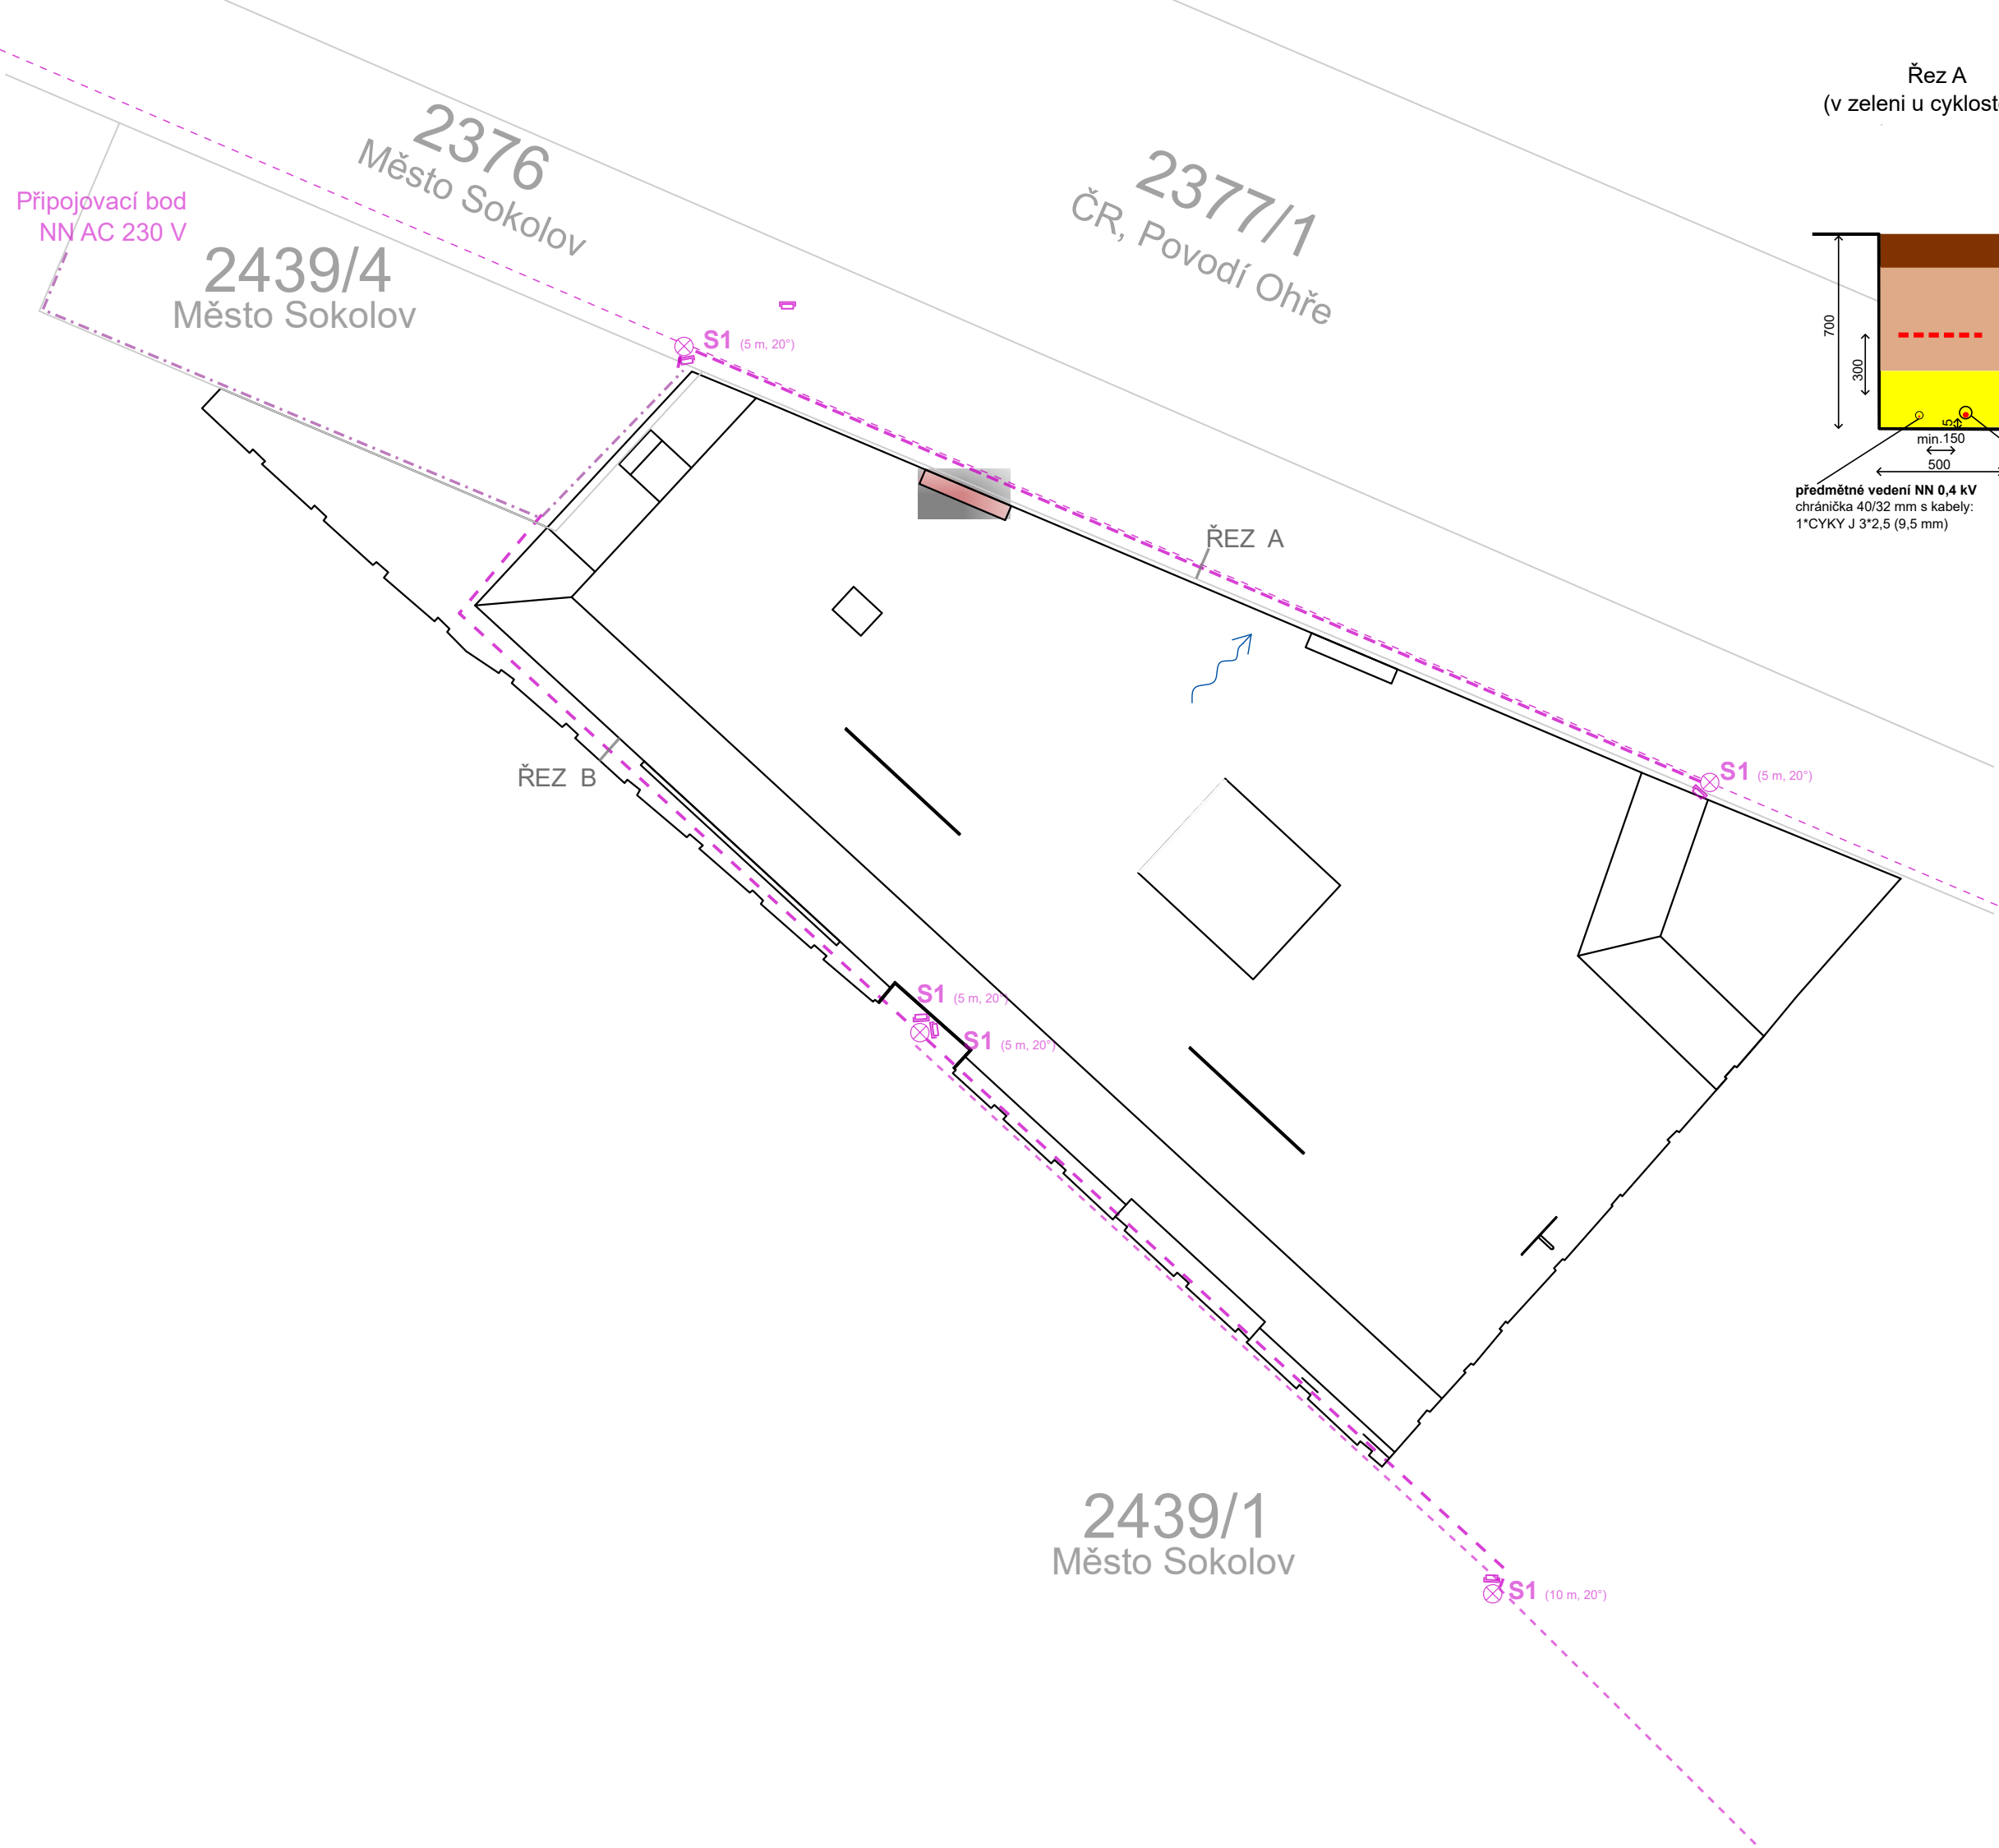 Řez A
(v zeleni u cyklost
2376
Město Sokolov
2377/1
ČR, Povodí Ohře
Připojovací bod
NN AC 230 V
2439/4
Město Sokolov
S1 (5 m, 20°)
700
300
5
min.150
500
předmětné vedení NN 0,4 kV
chránička 40/32 mm s kabely:
1*CYKY J 3*2,5 (9,5 mm)
ŘEZ A
ŘEZ B
S1 (5 m, 20°)
S1 (5 m, 20°)
S1 (5 m, 20°)
2439/1
Město Sokolov
S1 (10 m, 20°)